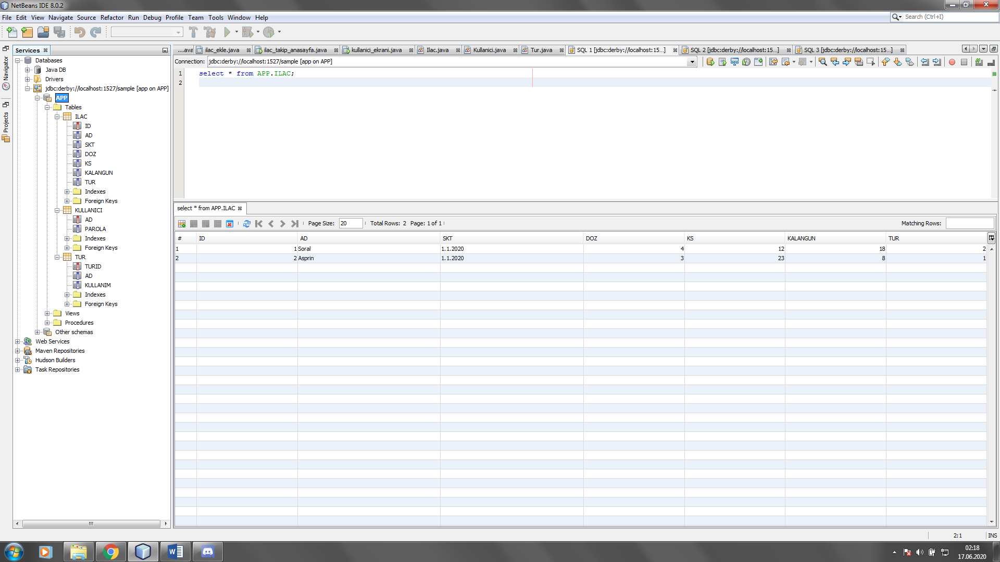 NetBeans IDE 8.0.2
File Edit View Navigate Source Refactor Run Debug Profile Team Tools Window Help
Search (Ctrl+I)
Navigator
Projects
Services
Databases
Java DB
Drivers
jdbc:derby://localhost:1527/sample [app on APP]
APP
Tables
ILAC
ID
AD
SKT
DOZ
KS
KALANGUN
TUR
Indexes
Foreign Keys
KULLANICI
AD
PAROLA
Indexes
Foreign Keys
TUR
TURID
AD
KULLANIM
Indexes
Foreign Keys
Views
Procedures
Other schemas
Web Services
Maven Repositories
Hudson Builders
Task Repositories
...ava ilac_ekle.java ilac_takip_anasayfa.java kullanici_ekrani.java Ilac.java Kullanici.java Tur.java SQL 1 [jdbc:derby://localhost:15...] SQL 2 [jdbc:derby://localhost:15...] SQL 3 [jdbc:derby://localhost:15...]
Connection: jdbc:derby://localhost:1527/sample [app on APP]
1 select * from APP.ILAC;
2
select * from APP.ILAC
Page Size: 20 Total Rows: 2 Page: 1 of 1 Matching Rows:
# ID AD SKT DOZ KS KALANGUN TUR
1 1 Soral 1.1.2020 4 12 18 2
2 2 Asprin 1.1.2020 3 23 8 1
2:1 INS
02:18
17.06.2020